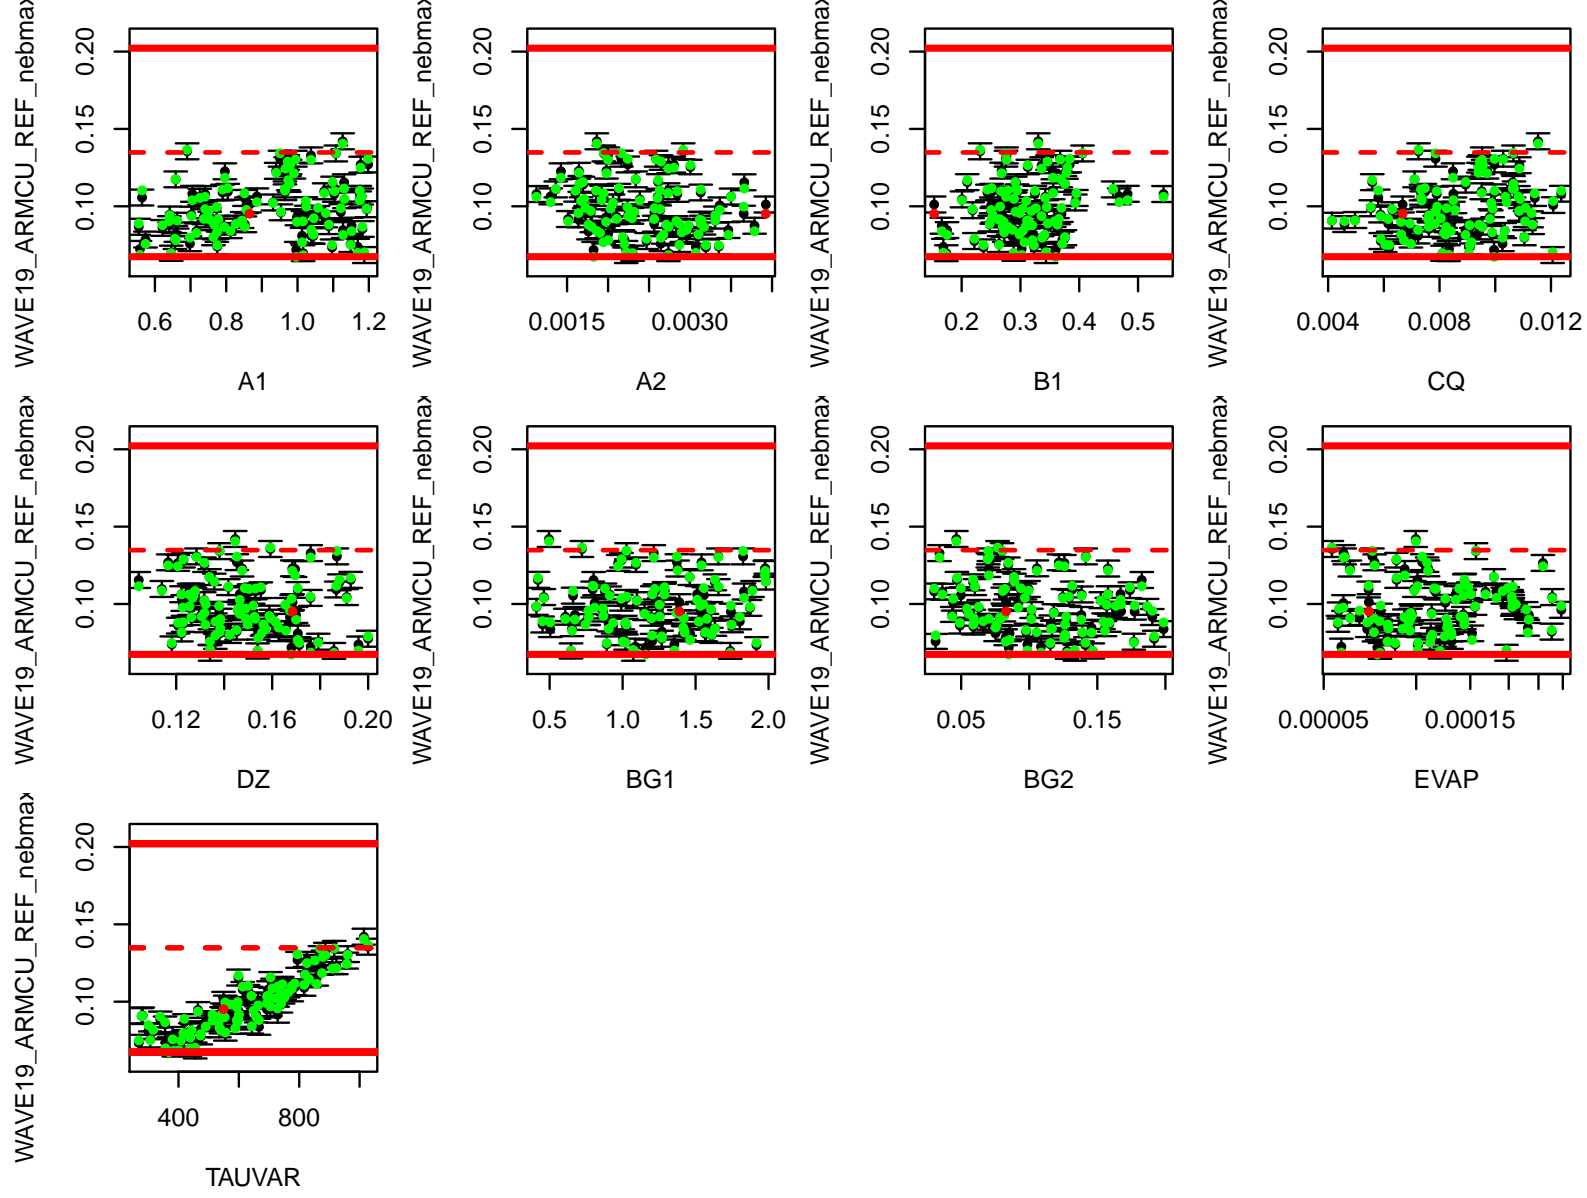 WAVE19_ARMCU_REF_nebmax
0.20
0.15
0.10
0.6 0.8 1.0 1.2
A1
WAVE19_ARMCU_REF_nebmax
0.20
0.15
0.10
0.0015 0.0030
A2
WAVE19_ARMCU_REF_nebmax
0.20
0.15
0.10
0.2 0.3 0.4 0.5
B1
WAVE19_ARMCU_REF_nebmax
0.20
0.15
0.10
0.004 0.008 0.012
CQ
WAVE19_ARMCU_REF_nebmax
0.20
0.15
0.10
0.12 0.16 0.20
DZ
WAVE19_ARMCU_REF_nebmax
0.20
0.15
0.10
0.5 1.0 1.5 2.0
BG1
WAVE19_ARMCU_REF_nebmax
0.20
0.15
0.10
0.05 0.15
BG2
WAVE19_ARMCU_REF_nebmax
0.20
0.15
0.10
0.00005 0.00015
EVAP
WAVE19_ARMCU_REF_nebmax
0.20
0.15
0.10
400 800
TAUVAR